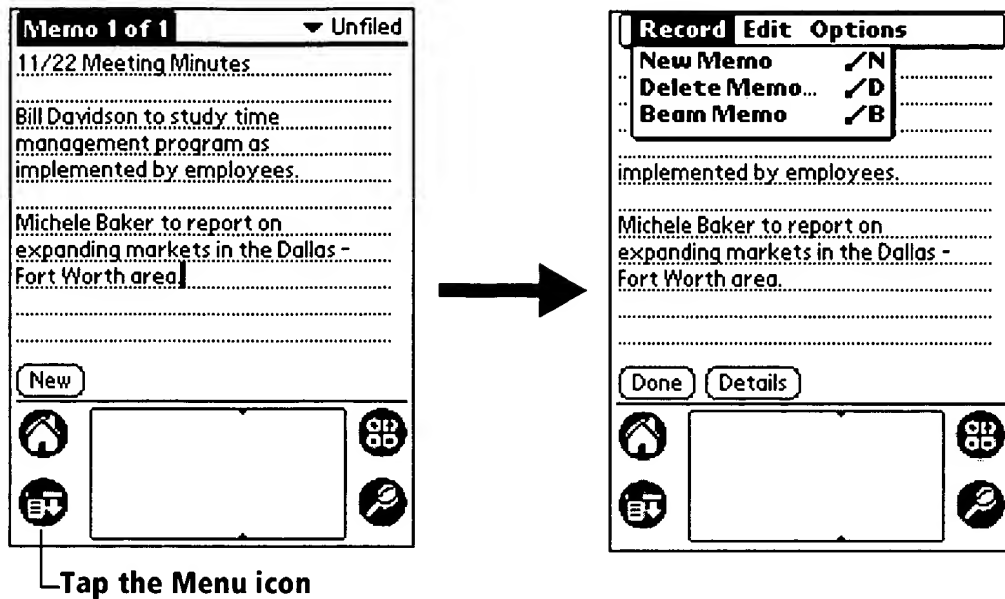 Memo 1 of 1 Unfiled
11/22 Meeting Minutes
Bill Davidson to study time
management program as
implemented by employees.
Michele Baker to report on
expanding markets in the Dallas -
Fort Worth area.
New
Tap the Menu icon
Record Edit Options
New Memo /N
Delete Memo... /D
Beam Memo /B
implemented by employees.
Michele Baker to report on
expanding markets in the Dallas -
Fort Worth area.
Done Details